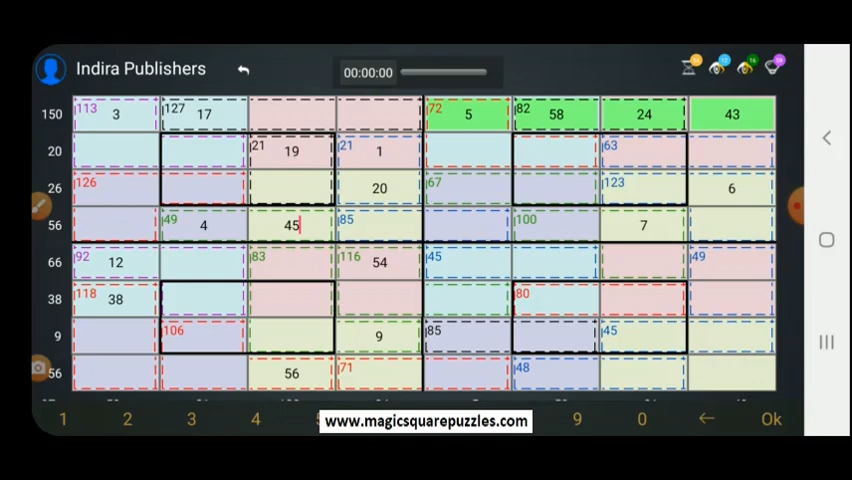 Indira Publishers
00:00:00
150 113 3 127 17 72 5 82 58 24 43
20 21 19 21 1 63
26 126 20 67 123 6
56 49 4 45 85 100 7
66 92 12 83 116 54 45 49
38 118 38 80
9 106 9 85 45
56 56 71 48
1 2 3 4 9 0 ← Ok
www.magicsquarepuzzles.com